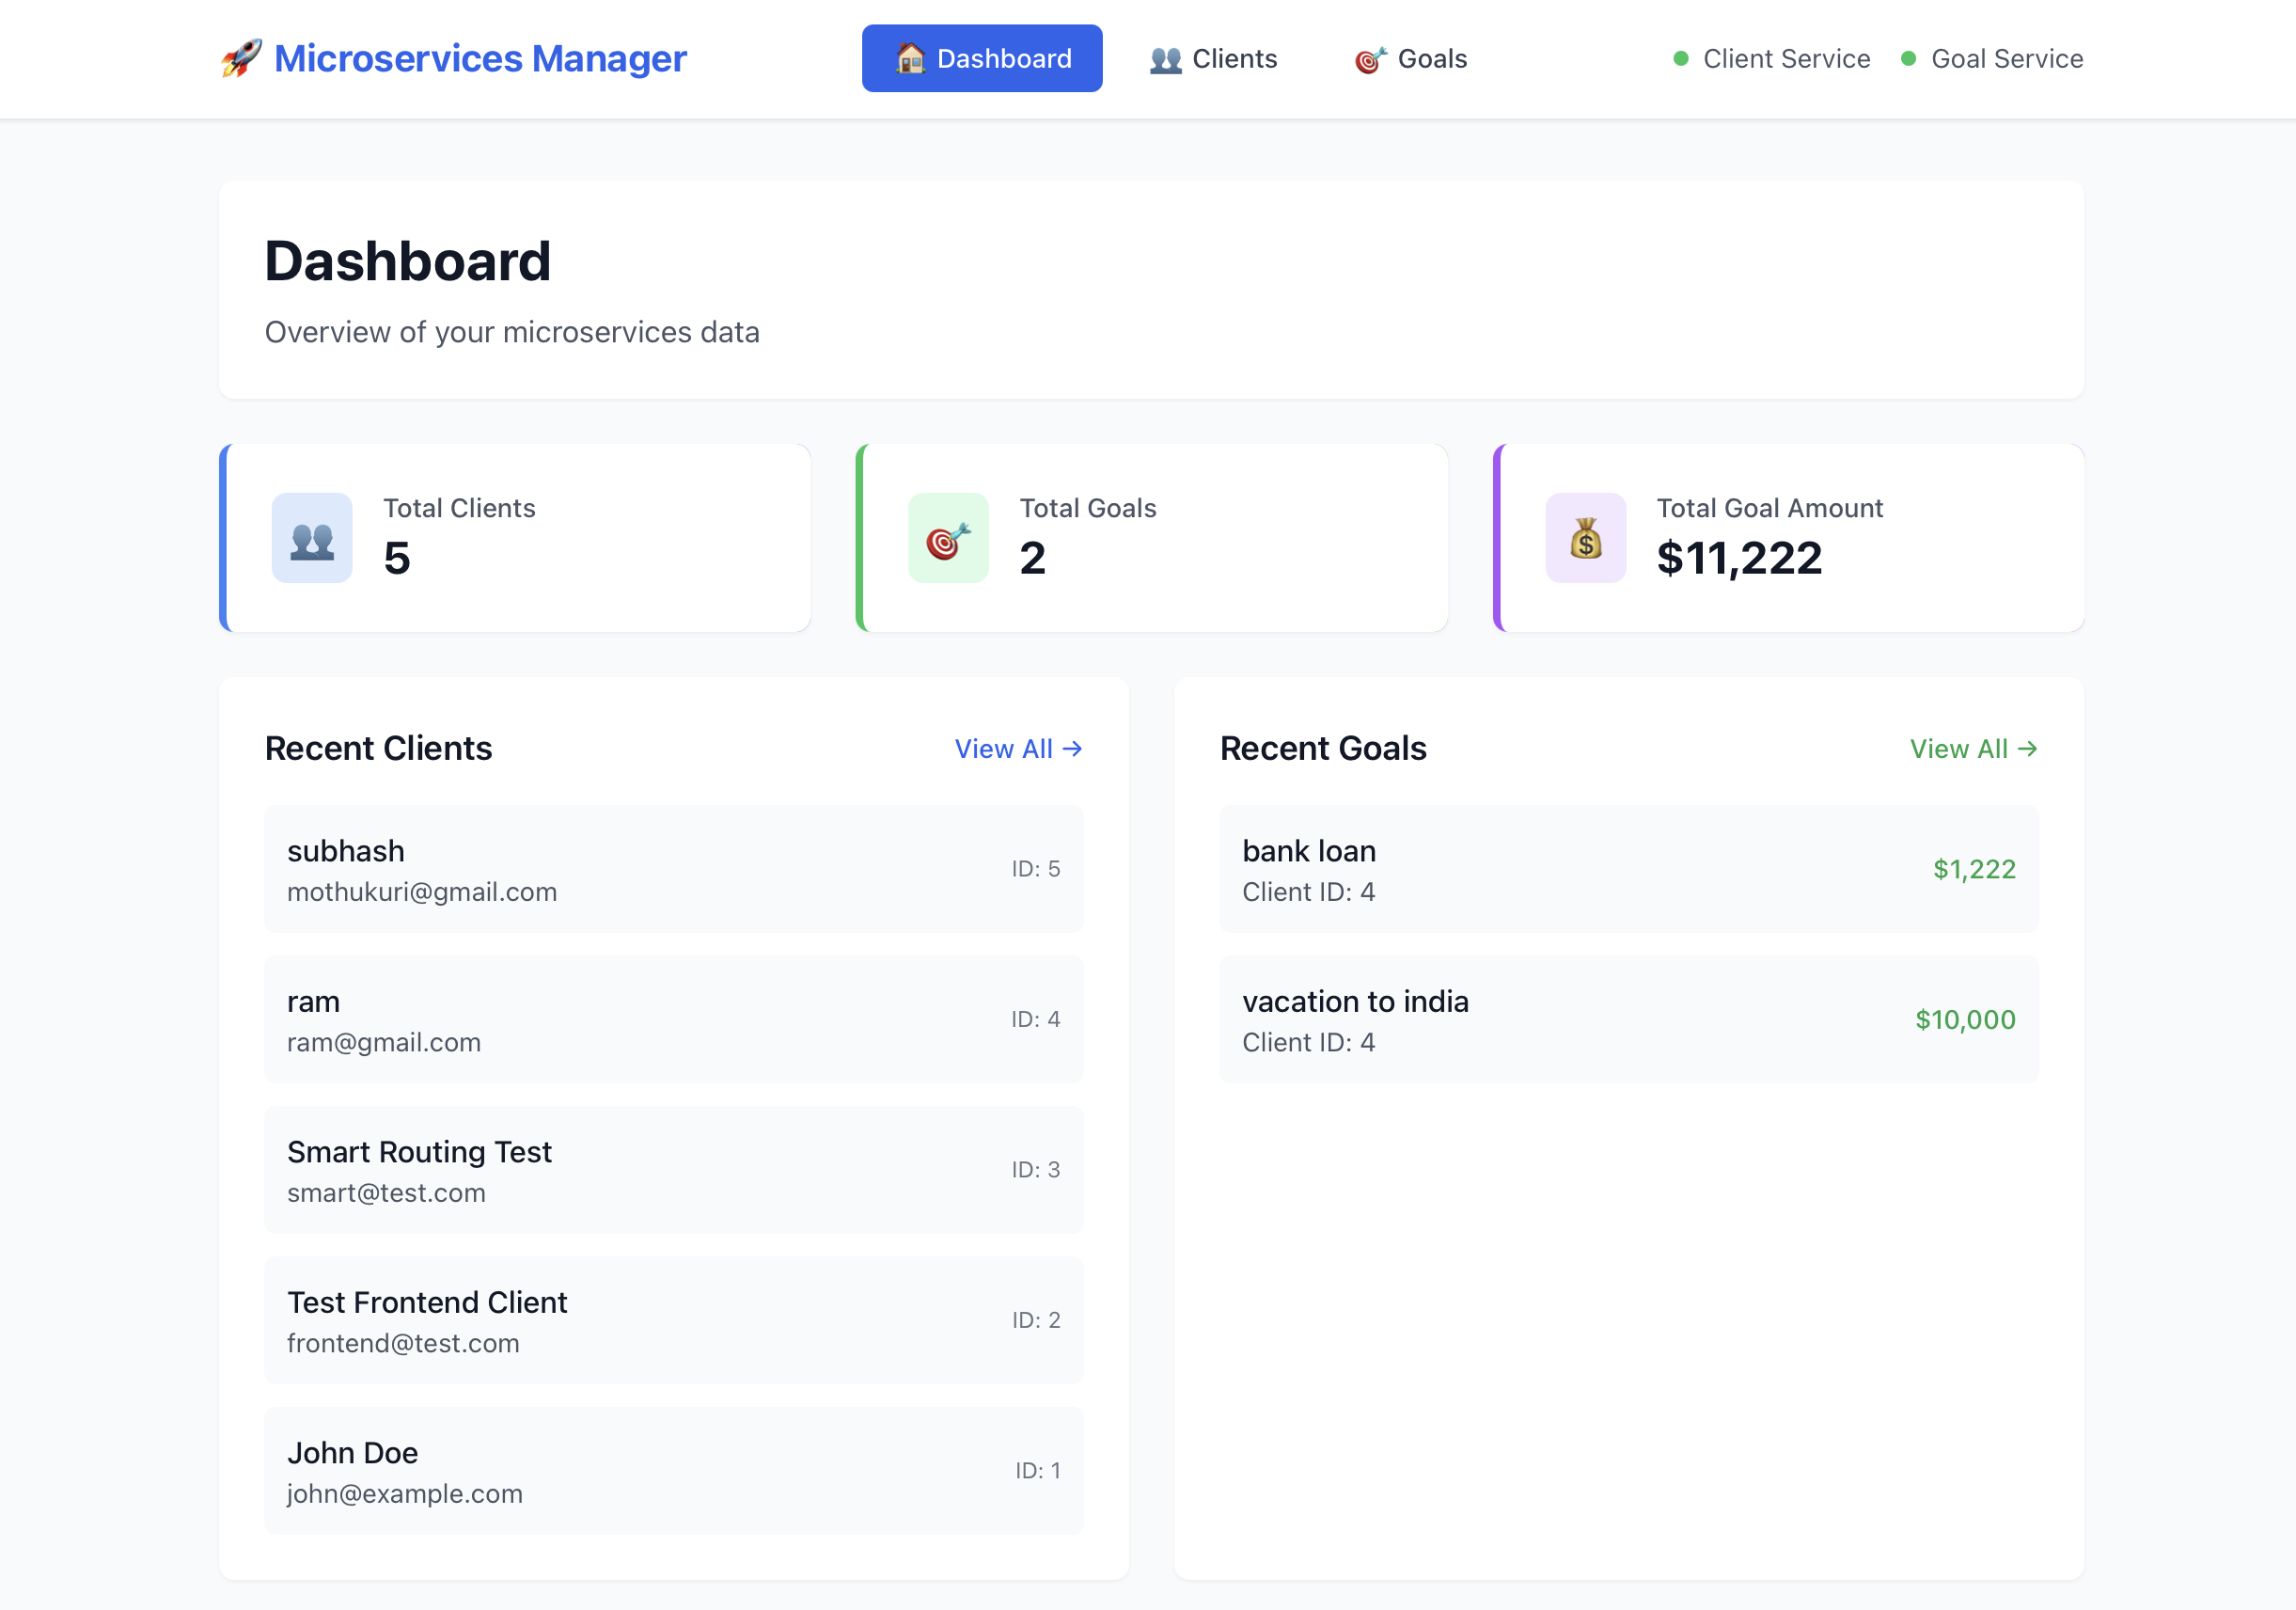 🚀 Microservices Manager
🏠 Dashboard
👥 Clients
🎯 Goals
Client Service
Goal Service
Dashboard
Overview of your microservices data
Total Clients
5
Total Goals
2
Total Goal Amount
$11,222
Recent Clients
View All →
subhash
mothukuri@gmail.com
ID: 5
ram
ram@gmail.com
ID: 4
Smart Routing Test
smart@test.com
ID: 3
Test Frontend Client
frontend@test.com
ID: 2
John Doe
john@example.com
ID: 1
Recent Goals
View All →
bank loan
Client ID: 4
$1,222
vacation to india
Client ID: 4
$10,000